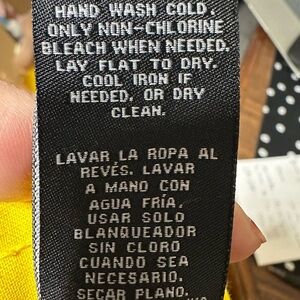 HAND WASH COLD.
ONLY NON-CHLORINE
BLEACH WHEN NEEDED.
LAY FLAT TO DRY.
COOL IRON IF
NEEDED. OR DRY
CLEAN.
LAVAR LA ROPA AL
REVÉS. LAVAR
A MANO CON
AGUA FRÍA.
USAR SOLO
BLANQUEADOR
SIN CLORO
CUANDO SEA
NECESARIO.
SECAR PLANO.